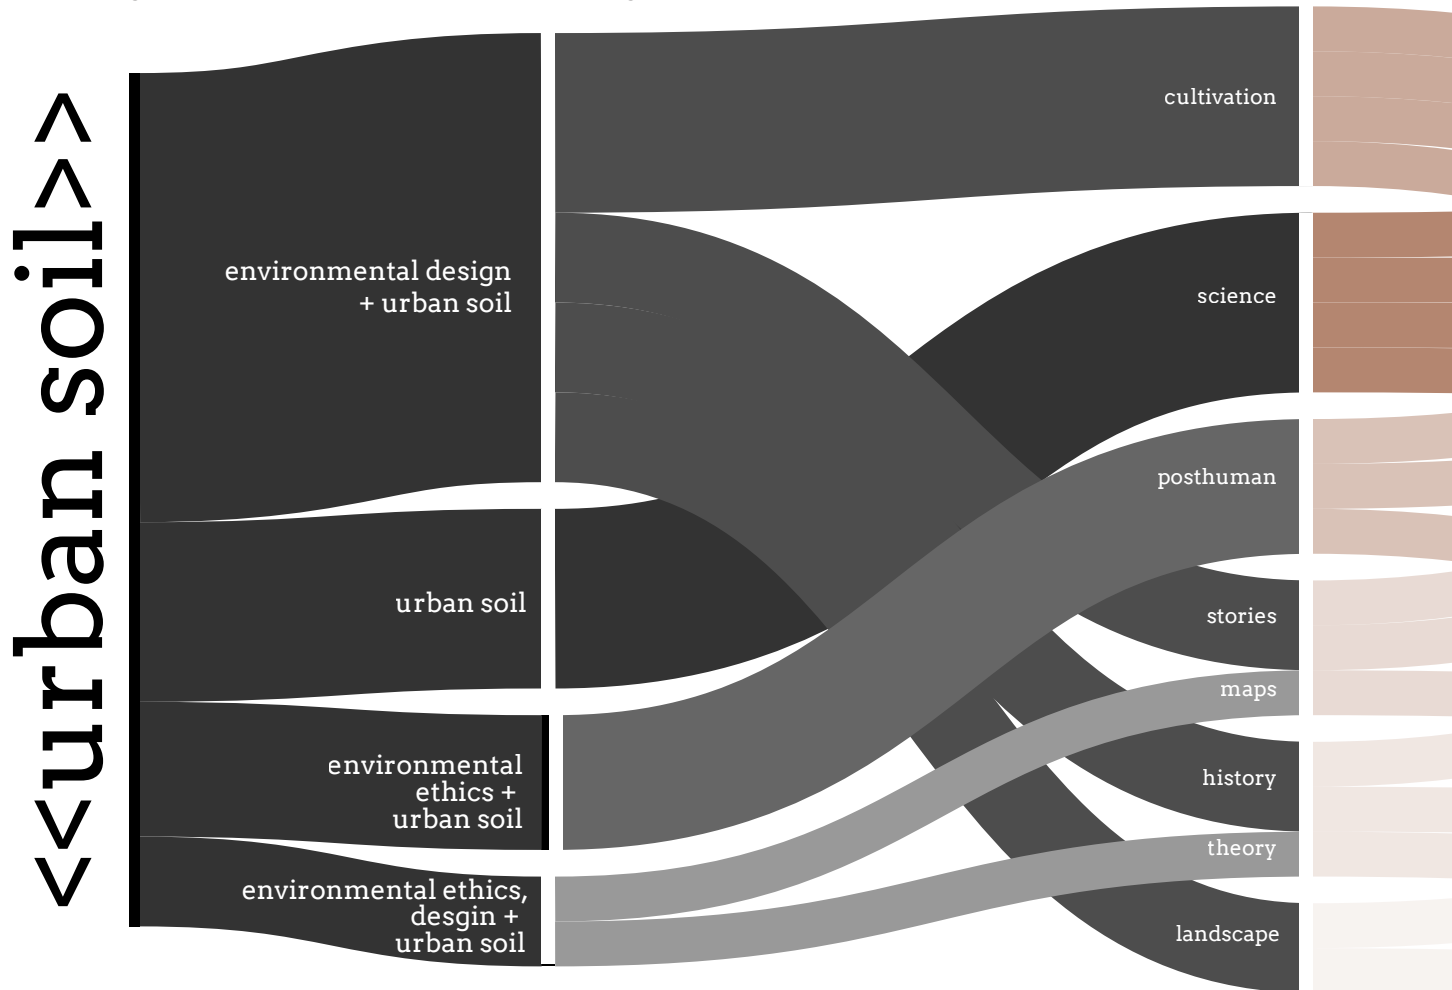 <<urban soil>>
environmental design
+ urban soil
urban soil
environmental
ethics +
urban soil
environmental ethics,
desgin +
urban soil
cultivation
science
posthuman
stories
maps
history
theory
landscape